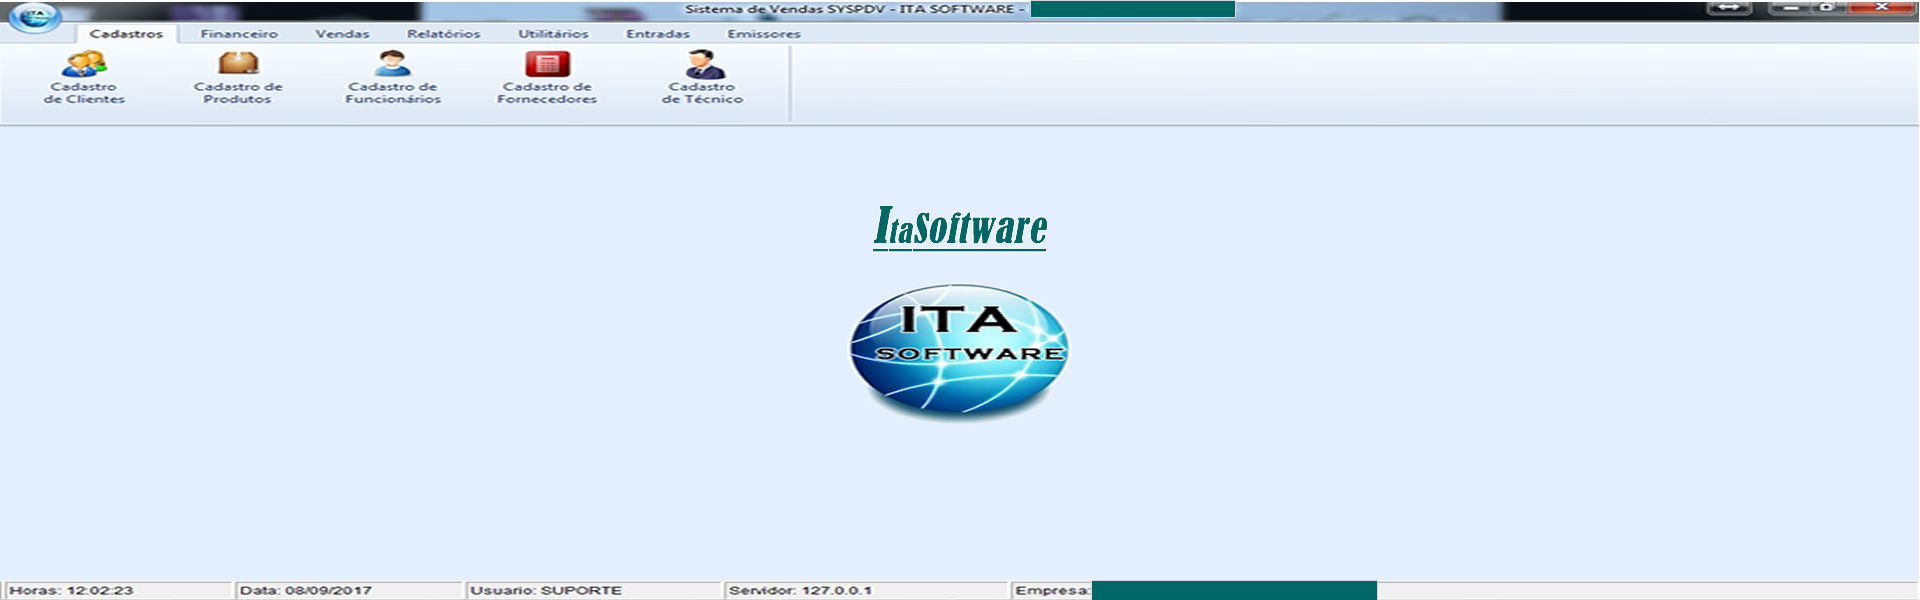 Sistema de Vendas SYSPDV - ITA SOFTWARE -
ITA
Cadastros Financeiro Vendas Relatórios Utilitários Entradas Emissores
Cadastro de Clientes
Cadastro de Produtos
Cadastro de Funcionários
Cadastro de Fornecedores
Cadastro de Técnico
ItaSoftware
ITA
SOFTWARE
Horas: 12:02:23 Data: 08/09/2017 Usuario: SUPORTE Servidor: 127.0.0.1 Empresa: